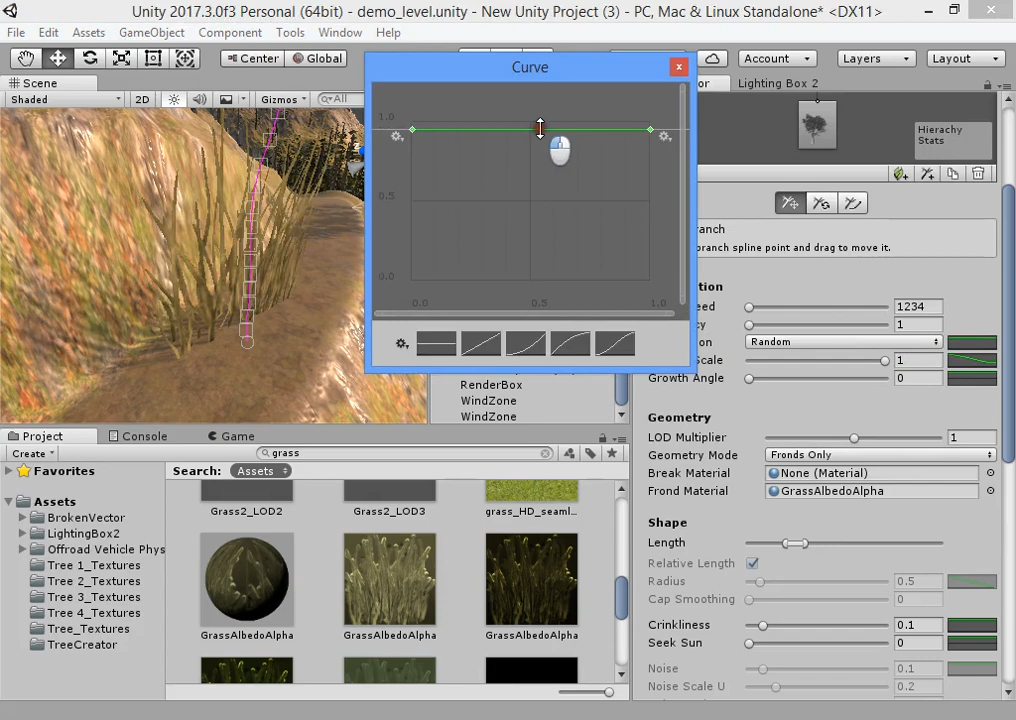 Unity 2017.3.0f3 Personal (64bit) - demo_level.unity - New Unity Project (3) - PC, Mac & Linux Standalone* <DX11>
File Edit Assets GameObject Component Tools Window Help
Center Global Account Layers Layout
Scene
Shaded 2D Gizmos All
Curve
1.0
0.5
0.0
0.0 0.5 1.0
or Lighting Box 2
Hierachy
Stats
ranch
ranch spline point and drag to move it.
tion
eed 1234
cy 1
on Random
Scale 1
Growth Angle 0
Geometry
LOD Multiplier 1
Geometry Mode Fronds Only
Break Material None (Material)
Frond Material GrassAlbedoAlpha
Shape
Length
Relative Length
Radius 0.5
Cap Smoothing 0
Crinkliness 0.1
Seek Sun 0
Noise 0.1
Noise Scale U 0.2
RenderBox
WindZone
WindZone
Project Console Game
Create grass
Favorites
Search: Assets
Assets
BrokenVector
LightingBox2
Offroad Vehicle Phys
Tree 1_Textures
Tree 2_Textures
Tree 3_Textures
Tree 4_Textures
Tree_Textures
TreeCreator
Grass2_LOD2 Grass2_LOD3 grass_HD_seaml...
GrassAlbedoAlpha GrassAlbedoAlpha GrassAlbedoAlpha